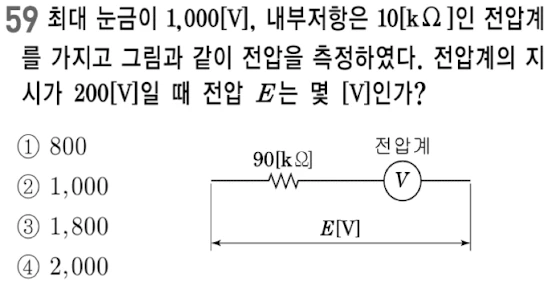 59 최대 눈금이 1,000[V], 내부저항은 10[kΩ]인 전압계
를 가지고 그림과 같이 전압을 측정하였다. 전압계의 지
시가 200[V]일 때 전압 E는 몇 [V]인가?
① 800
② 1,000
③ 1,800
④ 2,000
전압계
90[kΩ]
V
E[V]